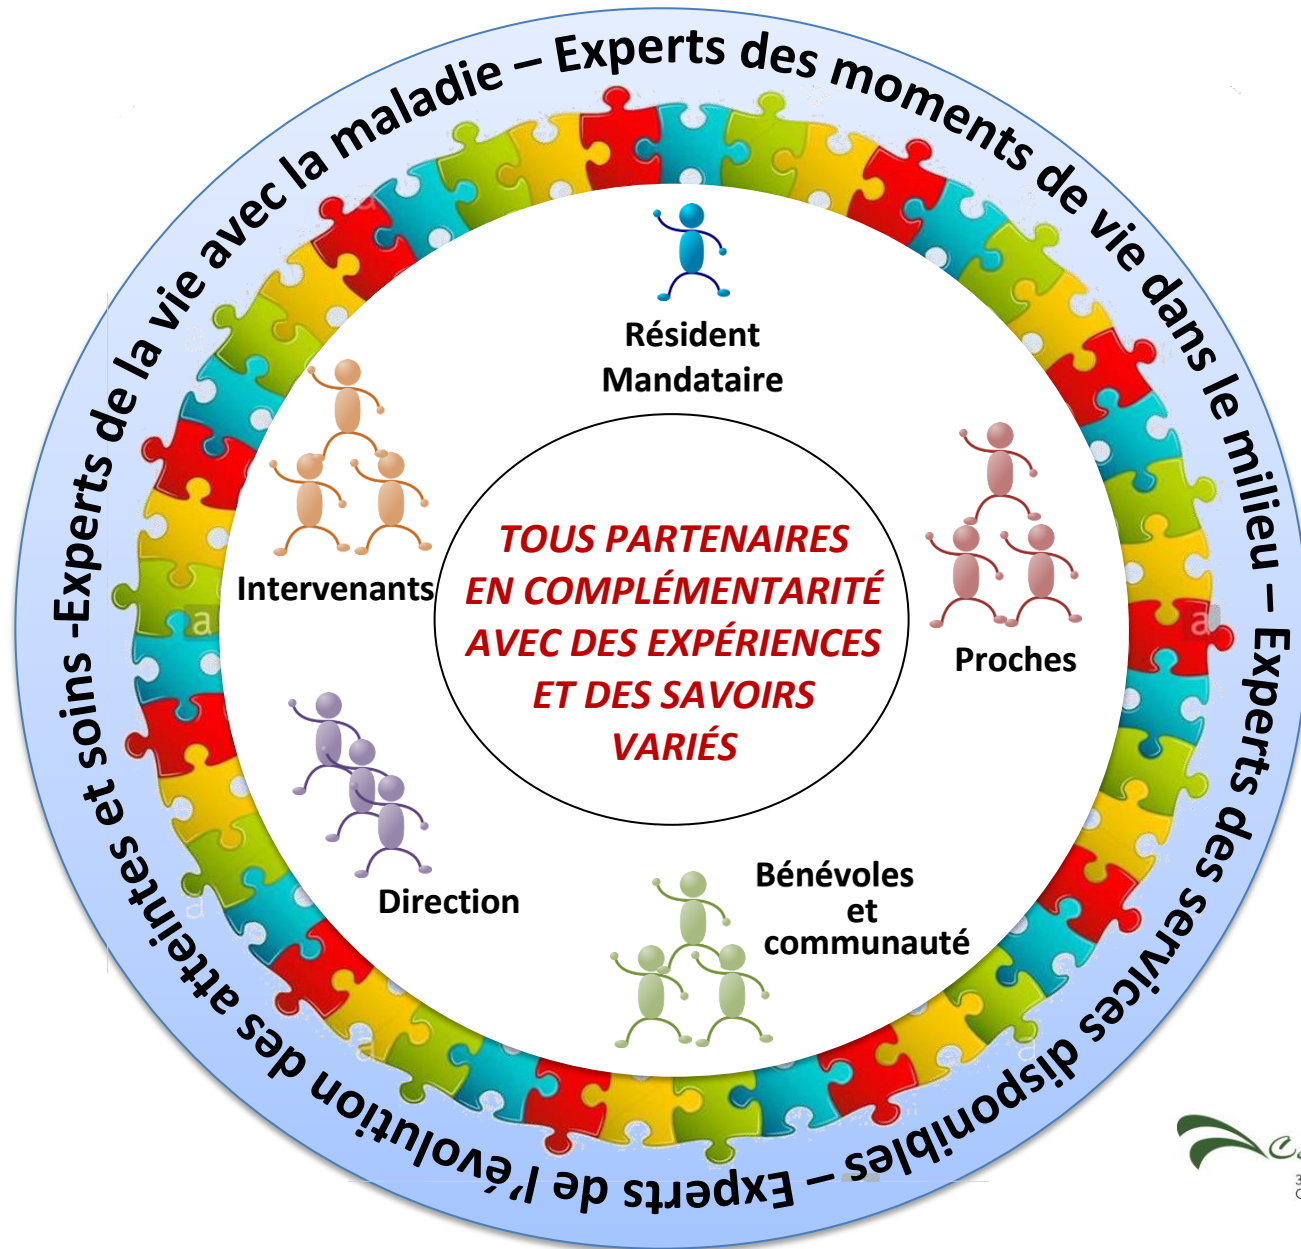 Experts de la vie avec la maladie – Experts des moments de vie dans le milieu – Experts des services disponibles – Experts de l'évolution des atteintes et soins -
Résident
Mandataire
Intervenants
Proches
TOUS PARTENAIRES
EN COMPLÉMENTARITÉ
AVEC DES EXPÉRIENCES
ET DES SAVOIRS
VARIÉS
Direction
Bénévoles
et
communauté